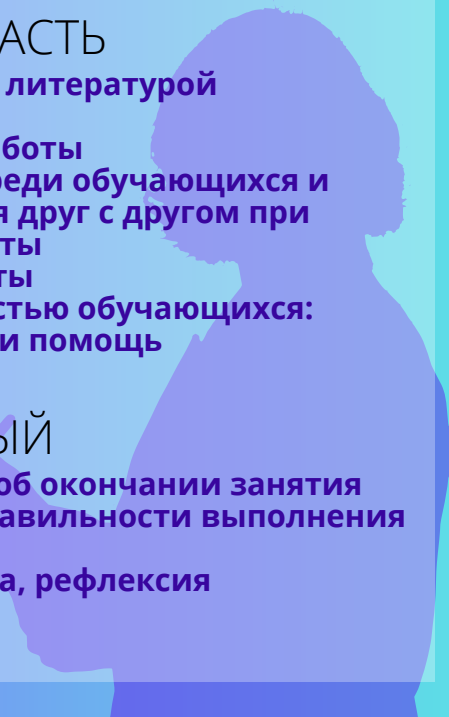 АСТЬ
литературой
боты
реди обучающихся и
я друг с другом при
ты
ты
стью обучающихся:
и помощь
ЫЙ
об окончании занятия
авильности выполнения
а, рефлексия